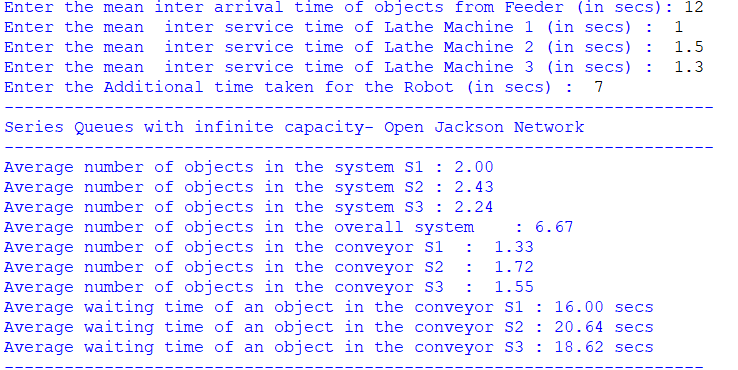 Enter the mean inter arrival time of objects from Feeder (in secs): 12
Enter the mean  inter service time of Lathe Machine 1 (in secs) :  1
Enter the mean  inter service time of Lathe Machine 2 (in secs) :  1.5
Enter the mean  inter service time of Lathe Machine 3 (in secs) :  1.3
Enter the Additional time taken for the Robot (in secs) :  7
-----------------------------------------------------------------------
Series Queues with infinite capacity- Open Jackson Network
-----------------------------------------------------------------------
Average number of objects in the system S1 : 2.00
Average number of objects in the system S2 : 2.43
Average number of objects in the system S3 : 2.24
Average number of objects in the overall system    : 6.67
Average number of objects in the conveyor S1  :  1.33
Average number of objects in the conveyor S2  :  1.72
Average number of objects in the conveyor S3  :  1.55
Average waiting time of an object in the conveyor S1 : 16.00 secs
Average waiting time of an object in the conveyor S2 : 20.64 secs
Average waiting time of an object in the conveyor S3 : 18.62 secs
----------------------------------------------------------------------